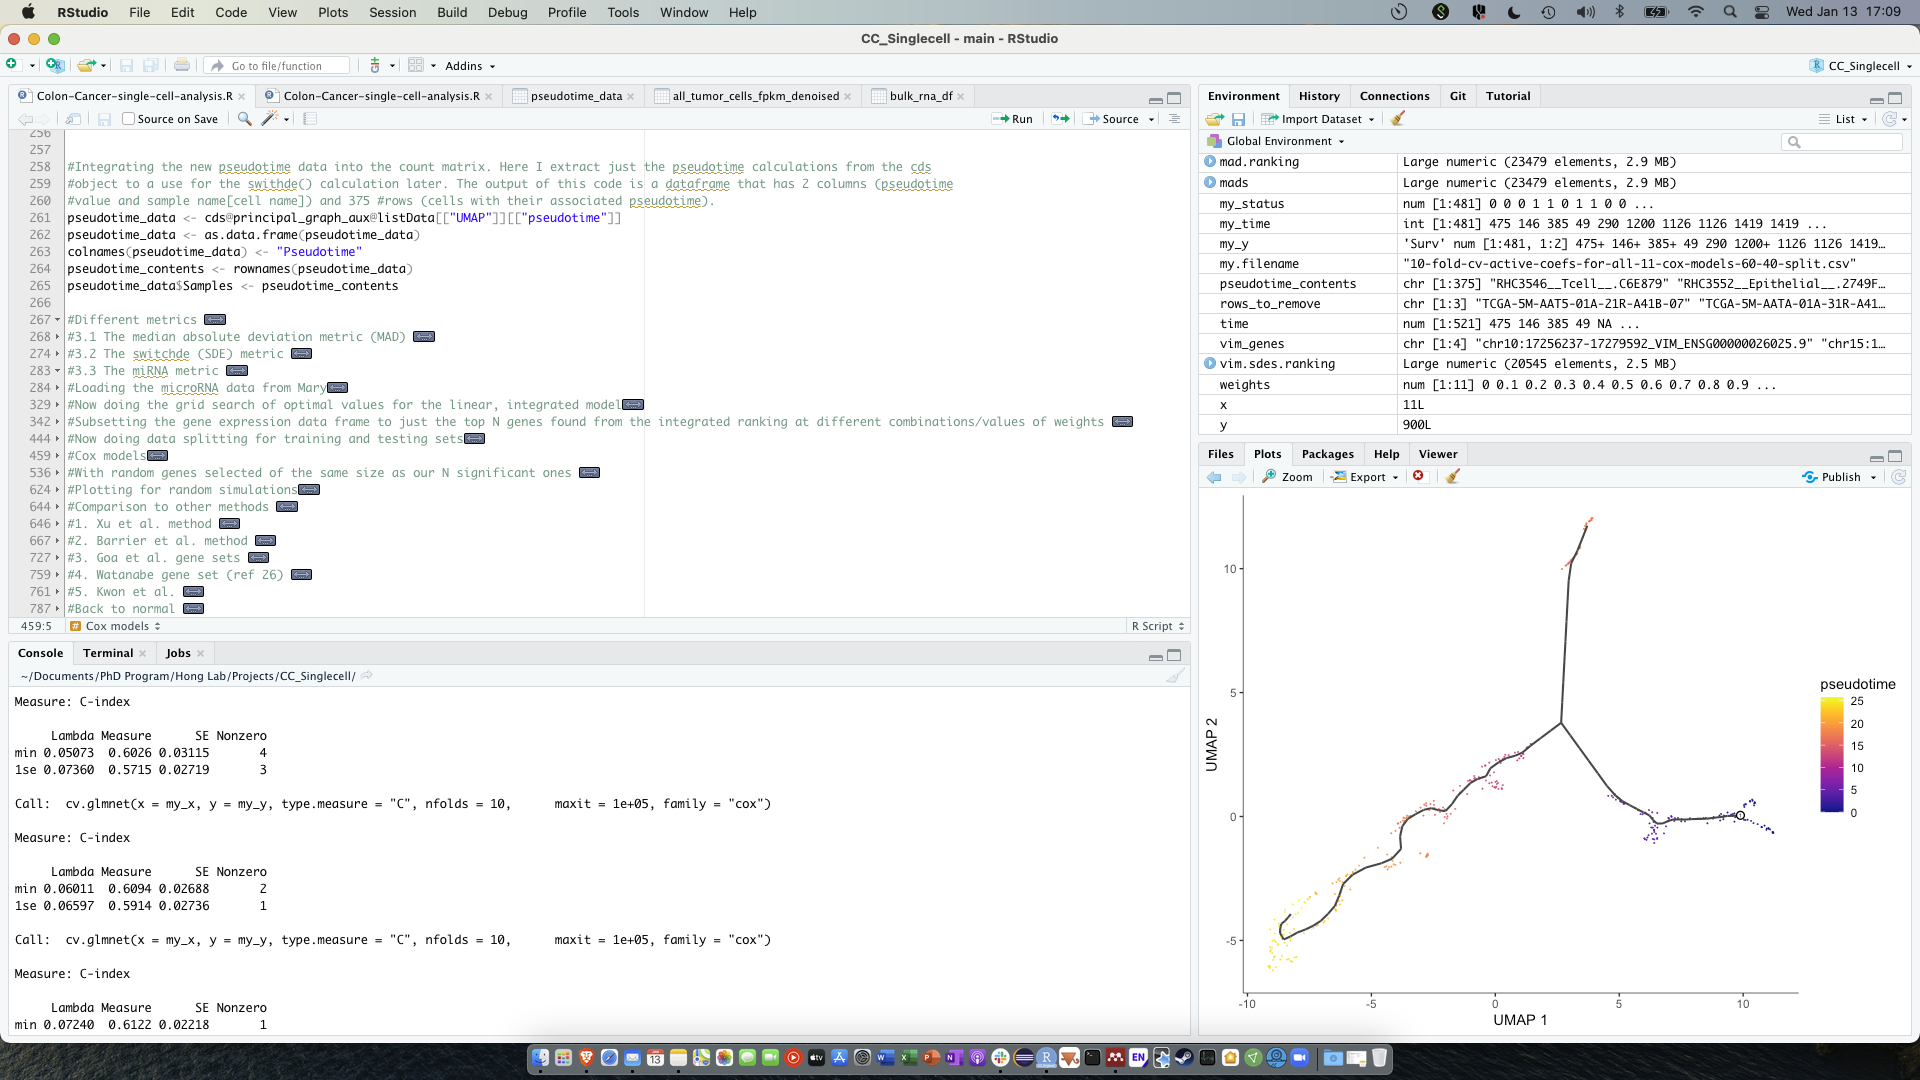 RStudio File Edit Code View Plots Session Build Debug Profile Tools Window Help Wed Jan 13 17:09
CC_Singlecell - main - RStudio
Go to file/function Addins CC_Singlecell
Colon-Cancer-single-cell-analysis.R Colon-Cancer-single-cell-analysis.R pseudotime_data all_tumor_cells_fpkm_denoised bulk_rna_df
Source on Save Run Source
256
257
258 #Integrating the new pseudotime data into the count matrix. Here I extract just the pseudotime calculations from the cds
259 #object to a use for the swithde() calculation later. The output of this code is a dataframe that has 2 columns (pseudotime
260 #value and sample name[cell name]) and 375 #rows (cells with their associated pseudotime).
261 pseudotime_data <- cds@principal_graph_aux@listData[["UMAP"]][["pseudotime"]]
262 pseudotime_data <- as.data.frame(pseudotime_data)
263 colnames(pseudotime_data) <- "Pseudotime"
264 pseudotime_contents <- rownames(pseudotime_data)
265 pseudotime_data$Samples <- pseudotime_contents
266
267 #Different metrics
268 #3.1 The median absolute deviation metric (MAD)
274 #3.2 The switchde (SDE) metric
283 #3.3 The miRNA metric
284 #Loading the microRNA data from Mary
329 #Now doing the grid search of optimal values for the linear, integrated model
342 #Subsetting the gene expression data frame to just the top N genes found from the integrated ranking at different combinations/values of weights
444 #Now doing data splitting for training and testing sets
459 #Cox models
536 #With random genes selected of the same size as our N significant ones
624 #Plotting for random simulations
644 #Comparison to other methods
646 #1. Xu et al. method
667 #2. Barrier et al. method
727 #3. Goa et al. gene sets
759 #4. Watanabe gene set (ref 26)
761 #5. Kwon et al.
787 #Back to normal
459:5 # Cox models R Script
Console Terminal Jobs
~/Documents/PhD Program/Hong Lab/Projects/CC_Singlecell/
Measure: C-index
Lambda Measure SE Nonzero
min 0.05073 0.6026 0.03115 4
1se 0.07360 0.5715 0.02719 3
Call: cv.glmnet(x = my_x, y = my_y, type.measure = "C", nfolds = 10, maxit = 1e+05, family = "cox")
Measure: C-index
Lambda Measure SE Nonzero
min 0.06011 0.6094 0.02688 2
1se 0.06597 0.5914 0.02736 1
Call: cv.glmnet(x = my_x, y = my_y, type.measure = "C", nfolds = 10, maxit = 1e+05, family = "cox")
Measure: C-index
Lambda Measure SE Nonzero
min 0.07240 0.6122 0.02218 1
Environment History Connections Git Tutorial
Import Dataset List
Global Environment
mad.ranking Large numeric (23479 elements, 2.9 MB)
mads Large numeric (23479 elements, 2.9 MB)
my_status num [1:481] 0 0 0 1 1 0 1 1 0 0 ...
my_time int [1:481] 475 146 385 49 290 1200 1126 1126 1419 1419 ...
my_y 'Surv' num [1:481, 1:2] 475+ 146+ 385+ 49 290 1200+ 1126 1126 1419…
my.filename "10-fold-cv-active-coefs-for-all-11-cox-models-60-40-split.csv"
pseudotime_contents chr [1:375] "RHC3546__Tcell__.C6E879" "RHC3552__Epithelial__.2749F…
rows_to_remove chr [1:3] "TCGA-5M-AAT5-01A-21R-A41B-07" "TCGA-5M-AATA-01A-31R-A41…
time num [1:521] 475 146 385 49 NA ...
vim_genes chr [1:4] "chr10:17256237-17279592_VIM_ENSG00000026025.9" "chr15:1…
vim.sdes.ranking Large numeric (20545 elements, 2.5 MB)
weights num [1:11] 0 0.1 0.2 0.3 0.4 0.5 0.6 0.7 0.8 0.9 ...
x 11L
y 900L
Files Plots Packages Help Viewer
Zoom Export Publish
10
5
0
-5
UMAP 2
-10 -5 0 5 10
UMAP 1
pseudotime
25
20
15
10
5
0
13
EN